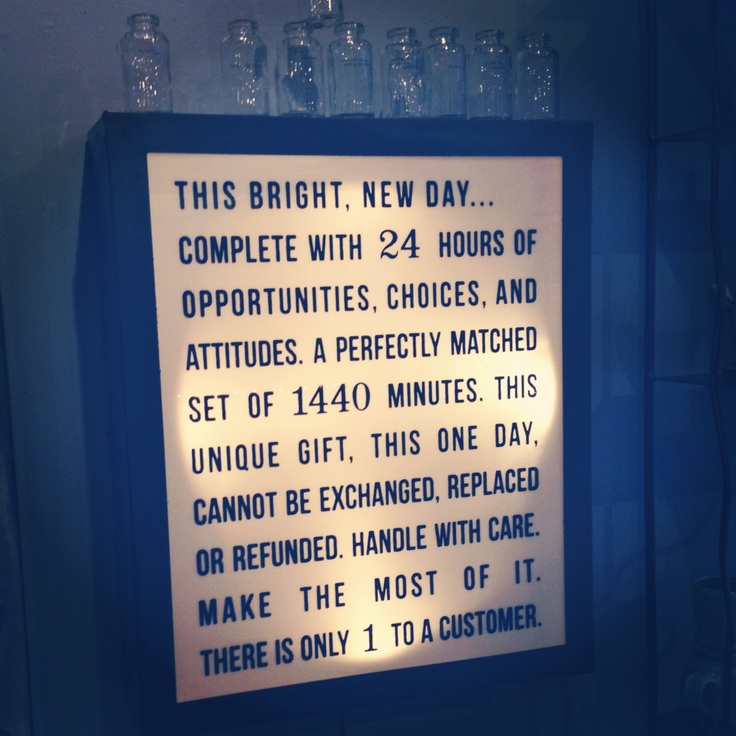 THIS BRIGHT, NEW DAY...
COMPLETE WITH 24 HOURS OF
OPPORTUNITIES, CHOICES, AND
ATTITUDES. A PERFECTLY MATCHED
SET OF 1440 MINUTES. THIS
UNIQUE GIFT, THIS ONE DAY,
CANNOT BE EXCHANGED, REPLACED
OR REFUNDED. HANDLE WITH CARE.
MAKE THE MOST OF IT.
THERE IS ONLY 1 TO A CUSTOMER.